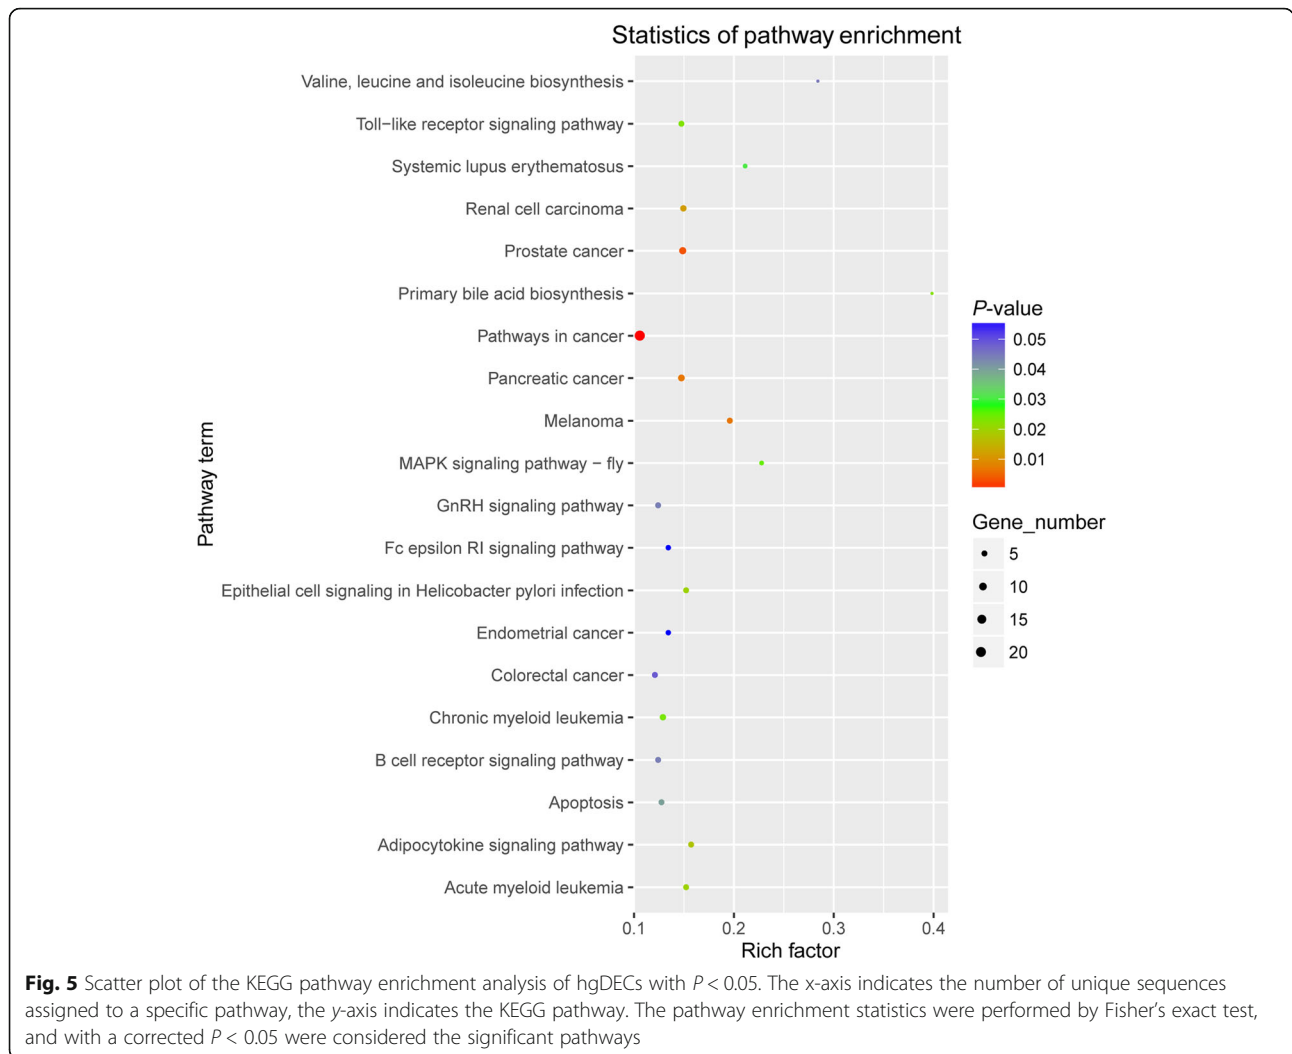 Statistics of pathway enrichment
Valine, leucine and isoleucine biosynthesis
Toll−like receptor signaling pathway
Systemic lupus erythematosus
Renal cell carcinoma
Prostate cancer
Primary bile acid biosynthesis
Pathways in cancer
Pancreatic cancer
Melanoma
MAPK signaling pathway − fly
GnRH signaling pathway
Fc epsilon RI signaling pathway
Epithelial cell signaling in Helicobacter pylori infection
Endometrial cancer
Colorectal cancer
Chronic myeloid leukemia
B cell receptor signaling pathway
Apoptosis
Adipocytokine signaling pathway
Acute myeloid leukemia
Pathway term
0.1 0.2 0.3 0.4
Rich factor
P-value
0.05
0.04
0.03
0.02
0.01
Gene_number
5
10
15
20
Fig. 5 Scatter plot of the KEGG pathway enrichment analysis of hgDECs with P < 0.05. The x-axis indicates the number of unique sequences
assigned to a specific pathway, the y-axis indicates the KEGG pathway. The pathway enrichment statistics were performed by Fisher's exact test,
and with a corrected P < 0.05 were considered the significant pathways